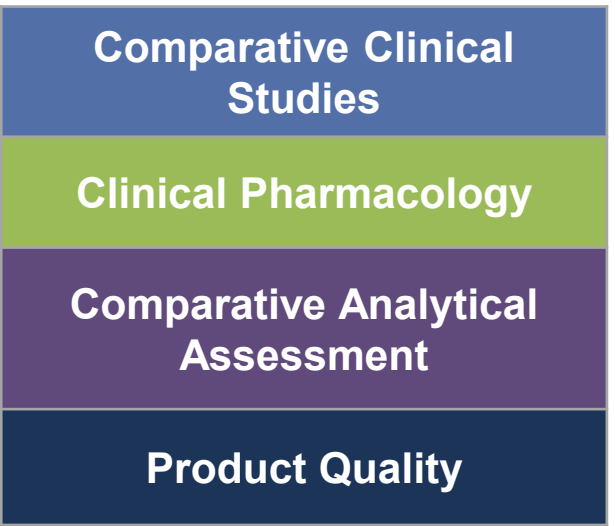 Comparative Clinical
Studies
Clinical Pharmacology
Comparative Analytical
Assessment
Product Quality